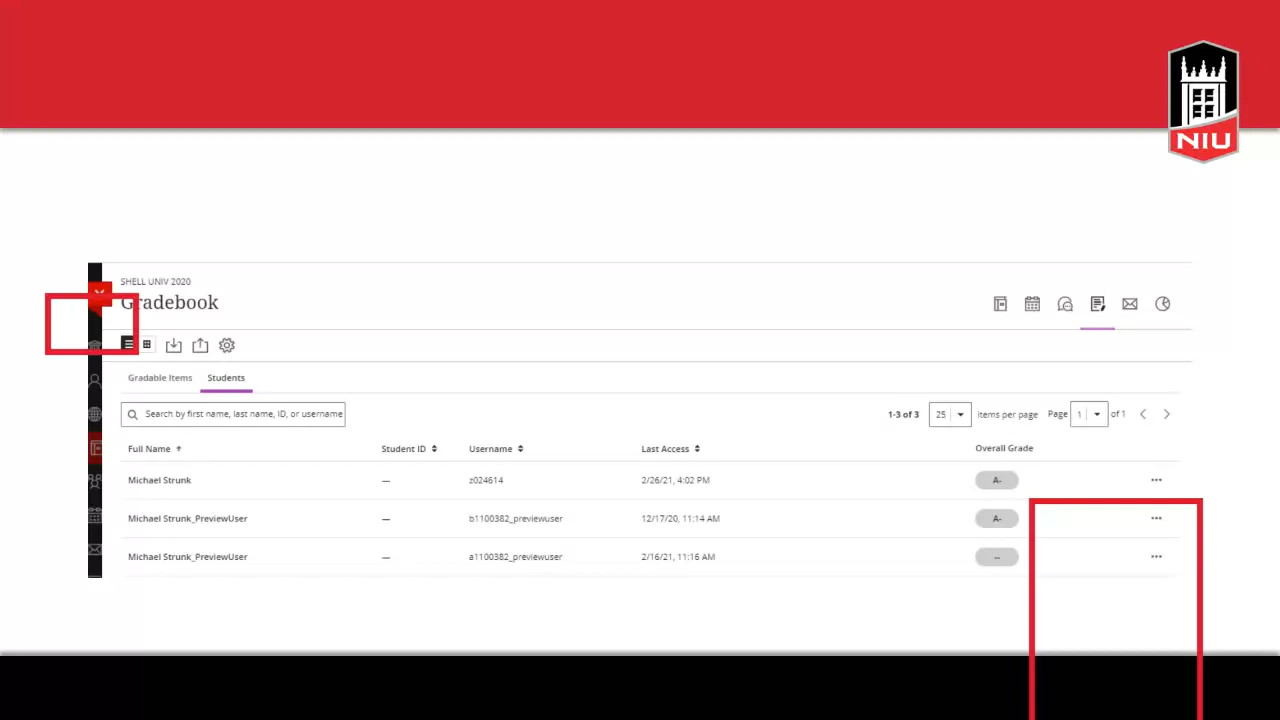 NIU
SHELL UNIV 2020
Gradebook
Gradable Items Students
Search by first name, last name, ID, or username
1-3 of 3 25 items per page Page 1 of 1
Full Name Student ID Username Last Access Overall Grade
Michael Strunk — z024614 2/26/21, 4:02 PM A- •••
Michael Strunk_PreviewUser — b1100382_previewuser 12/17/20, 11:14 AM A- •••
Michael Strunk_PreviewUser — a1100382_previewuser 2/16/21, 11:16 AM -- •••